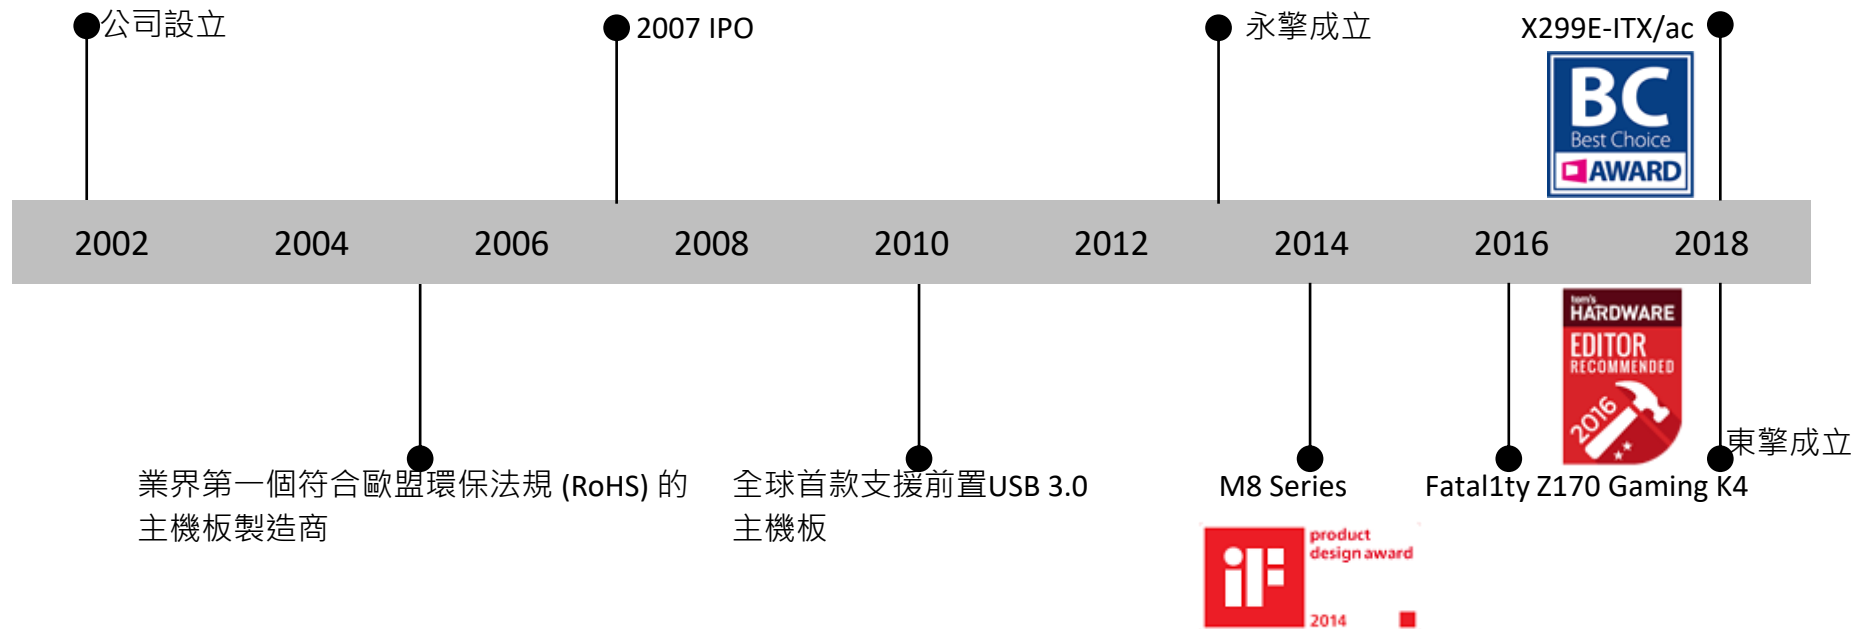 公司設立
2007 IPO
永擎成立
X299E-ITX/ac
BC
Best Choice
AWARD
2002
2004
2006
2008
2010
2012
2014
2016
2018
tom's
HARDWARE
EDITOR
RECOMMENDED
2016
東擎成立
業界第一個符合歐盟環保法規 (RoHS) 的
主機板製造商
全球首款支援前置USB 3.0
主機板
M8 Series
Fatal1ty Z170 Gaming K4
iF
product
design award
2014